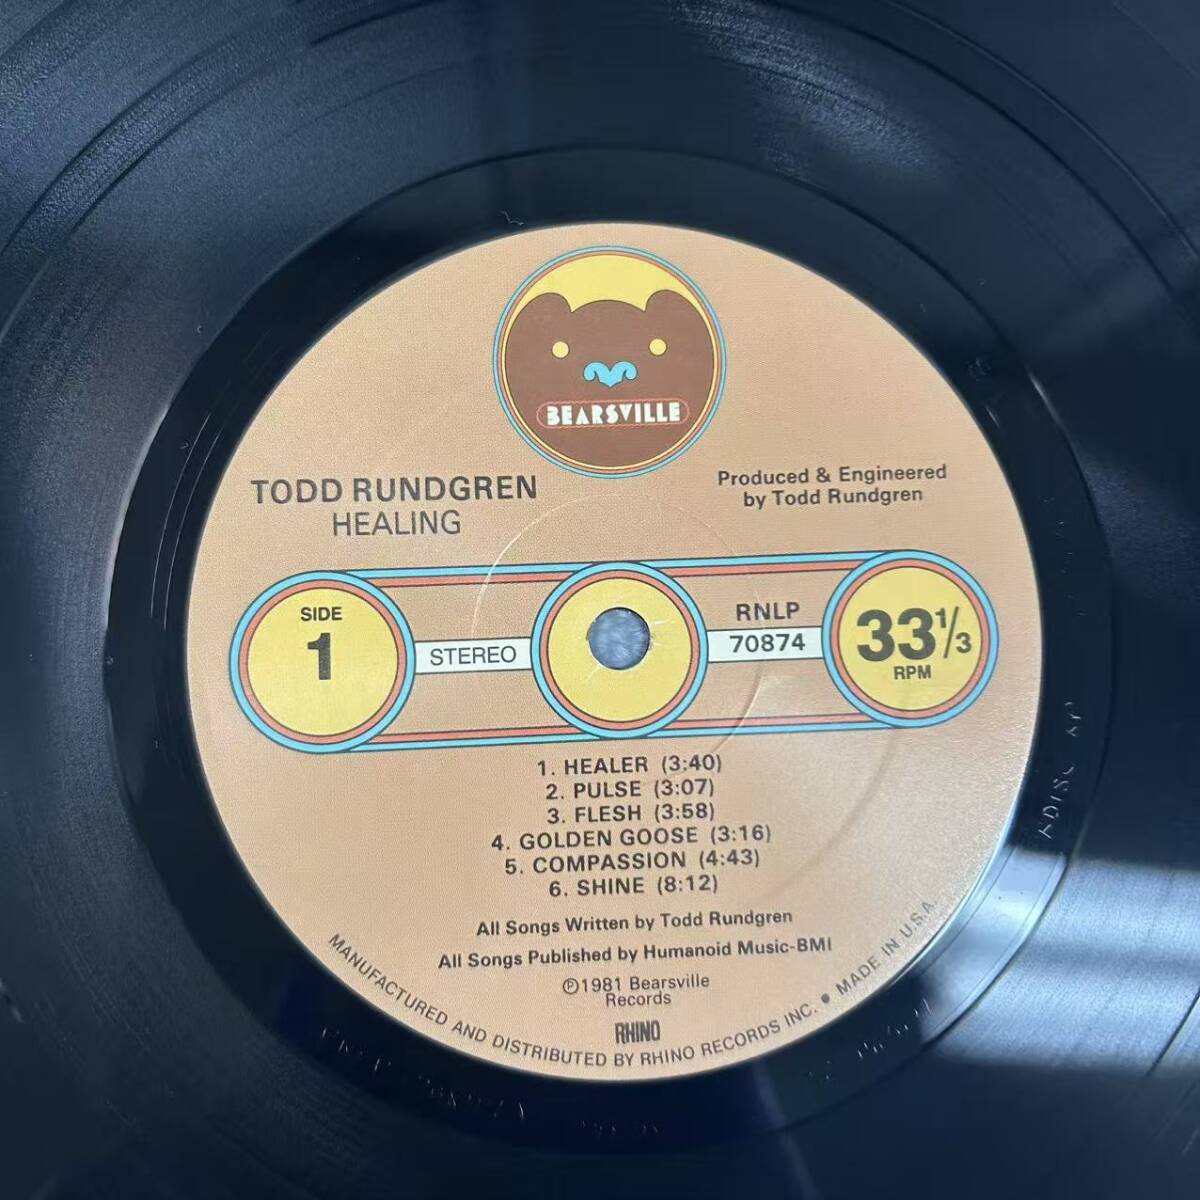 BEARSVILLE
TODD RUNDGREN
HEALING
Produced & Engineered
by Todd Rundgren
SIDE
1
STEREO
RNLP
70874
33 1/3
RPM
1. HEALER (3:40)
2. PULSE (3:07)
3. FLESH (3:58)
4. GOLDEN GOOSE (3:16)
5. COMPASSION (4:43)
6. SHINE (8:12)
All Songs Written by Todd Rundgren
All Songs Published by Humanoid Music-BMI
℗1981 Bearsville
Records
RHINO
MANUFACTURED AND DISTRIBUTED BY RHINO RECORDS INC. • MADE IN U.S.A.